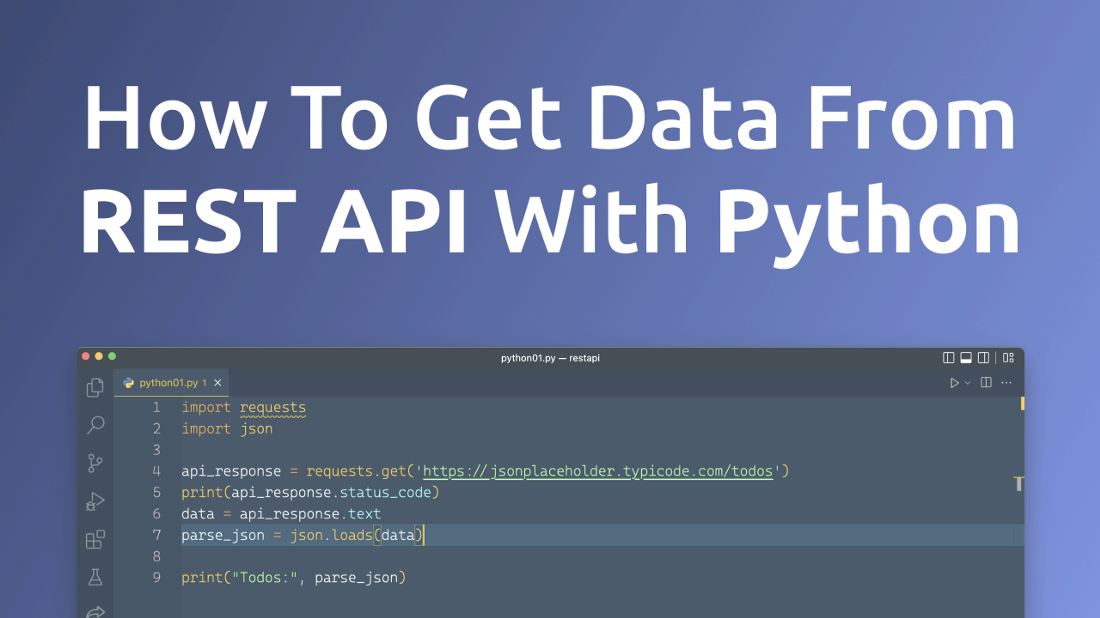 How To Get Data From
REST API With Python
python01.py — restapi
python01.py 1
1 import requests
2 import json
3
4 api_response = requests.get('https://jsonplaceholder.typicode.com/todos')
5 print(api_response.status_code)
6 data = api_response.text
7 parse_json = json.loads(data)
8
9 print("Todos:", parse_json)